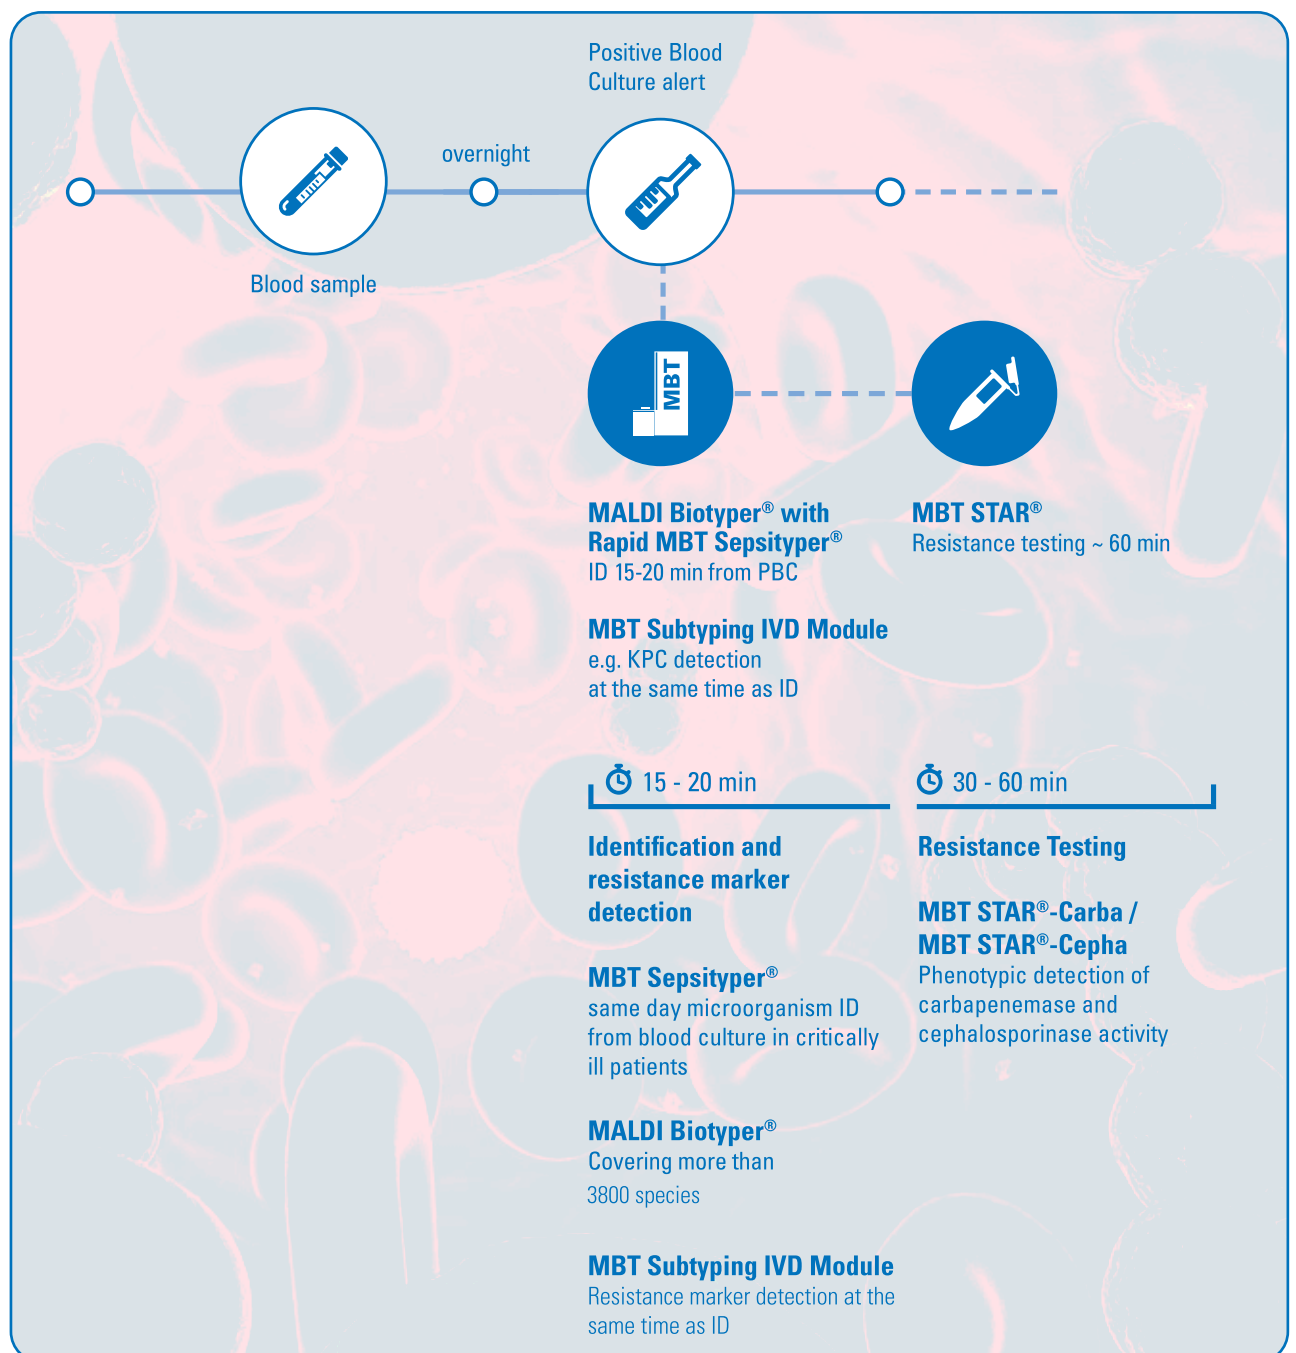 Positive Blood
Culture alert
overnight
Blood sample
MBT
MALDI Biotyper® with
Rapid MBT Sepsityper®
ID 15-20 min from PBC
MBT Subtyping IVD Module
e.g. KPC detection
at the same time as ID
MBT STAR®
Resistance testing ~ 60 min
15 - 20 min
Identification and
resistance marker
detection
MBT Sepsityper®
same day microorganism ID
from blood culture in critically
ill patients
MALDI Biotyper®
Covering more than
3800 species
MBT Subtyping IVD Module
Resistance marker detection at the
same time as ID
30 - 60 min
Resistance Testing
MBT STAR®-Carba /
MBT STAR®-Cepha
Phenotypic detection of
carbapenemase and
cephalosporinase activity